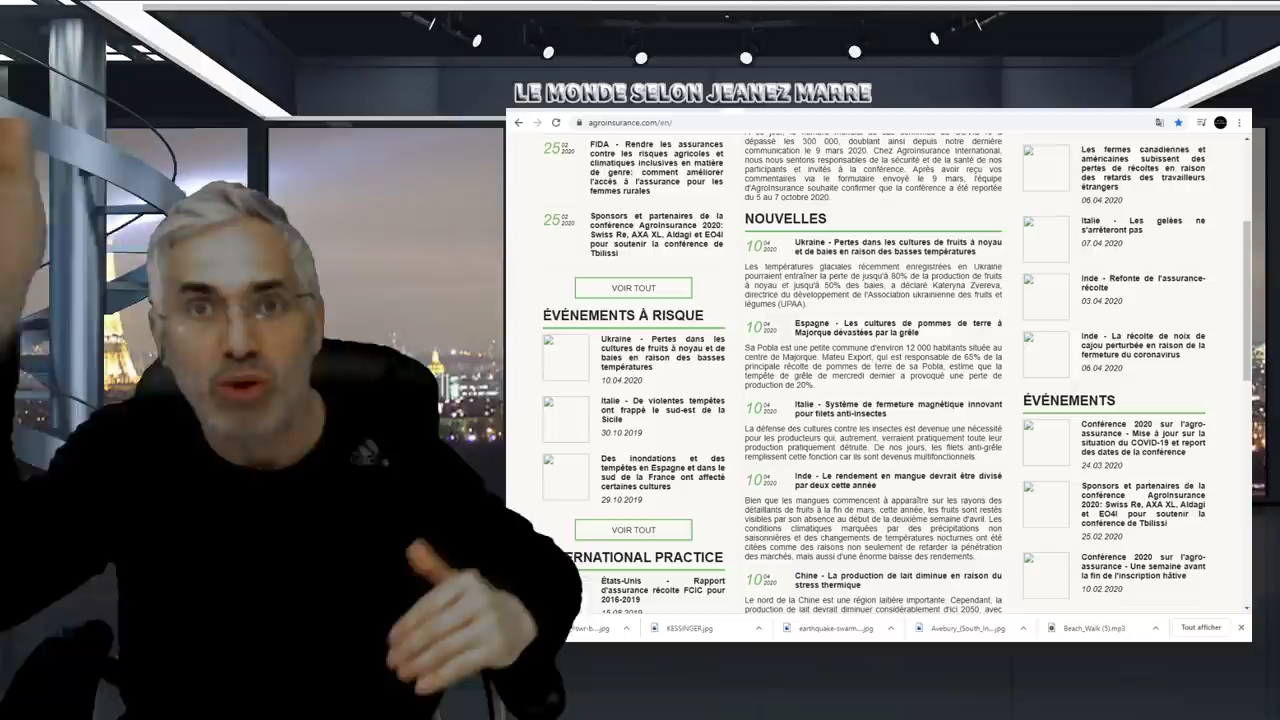 LE MONDE SELON JEANEZ MARRE
agroinsurance.com/en/
25 02 2020
FIDA - Rendre les assurances
contre les risques agricoles et
climatiques inclusives en matière
de genre: comment améliorer
l'accès à l'assurance pour les
femmes rurales
25 02 2020
Sponsors et partenaires de la
conférence AgroInsurance 2020:
Swiss Re, AXA XL, Aldagi et EO4I
pour soutenir la conférence de
Tbilissi
VOIR TOUT
ÉVÉNEMENTS À RISQUE
Ukraine - Pertes dans les
cultures de fruits à noyau et de
baies en raison des basses
températures
10.04.2020
Italie - De violentes tempêtes
ont frappé le sud-est de la
Sicile
30.10.2019
Des inondations et des
tempêtes en Espagne et dans le
sud de la France ont affecté
certaines cultures
29.10.2019
VOIR TOUT
ERNATIONAL PRACTICE
États-Unis - Rapport
d'assurance récolte FCIC pour
2016-2019
15.08.2019
dépassé les 300 000, doublant ainsi depuis notre dernière
communication le 9 mars 2020. Chez AgroInsurance International,
nous nous sentons responsables de la sécurité et de la santé de nos
participants et invités à la conférence. Après avoir reçu vos
commentaires via le formulaire envoyé le 9 mars, l'équipe
d'AgroInsurance souhaite confirmer que la conférence a été reportée
du 5 au 7 octobre 2020.
NOUVELLES
10 04 2020
Ukraine - Pertes dans les cultures de fruits à noyau
et de baies en raison des basses températures
Les températures glaciales récemment enregistrées en Ukraine
pourraient entraîner la perte de jusqu'à 80% de la production de fruits
à noyau et jusqu'à 50% des baies, a déclaré Kateryna Zvereva,
directrice du développement de l'Association ukrainienne des fruits et
légumes (UPAA).
10 04 2020
Espagne - Les cultures de pommes de terre à
Majorque dévastées par la grêle
Sa Pobla est une petite commune d'environ 12 000 habitants située au
centre de Majorque. Mateu Export, qui est responsable de 65% de la
principale récolte de pommes de terre de sa Pobla, estime que la
tempête de grêle de mercredi dernier a provoqué une perte de
production de 20%.
10 04 2020
Italie - Système de fermeture magnétique innovant
pour filets anti-insectes
La défense des cultures contre les insectes est devenue une nécessité
pour les producteurs qui, autrement, verraient pratiquement toute leur
production pratiquement détruite. De nos jours, les filets anti-grêle
remplissent cette fonction car ils sont devenus multifonctionnels.
10 04 2020
Inde - Le rendement en mangue devrait être divisé
par deux cette année
Bien que les mangues commencent à apparaître sur les rayons des
détaillants de fruits à la fin de mars, cette année, les fruits sont restés
visibles par son absence au début de la deuxième semaine d'avril. Les
conditions climatiques marquées par des précipitations non
saisonnières et des changements de températures nocturnes ont été
citées comme des raisons non seulement de retarder la pénétration
des marchés, mais aussi d'une énorme baisse des rendements.
10 04 2020
Chine - La production de lait diminue en raison du
stress thermique
Le nord de la Chine est une région laitière importante. Cependant, la
production de lait devrait diminuer considérablement d'ici 2050, avec
Les fermes canadiennes et
américaines subissent des
pertes de récoltes en raison
des retards des travailleurs
étrangers
06.04.2020
Italie - Les gelées ne
s'arrêteront pas
07.04.2020
Inde - Refonte de l'assurance-
récolte
03.04.2020
Inde - La récolte de noix de
cajou perturbée en raison de la
fermeture du coronavirus
06.04.2020
ÉVÉNEMENTS
Conférence 2020 sur l'agro-
assurance - Mise à jour sur la
situation du COVID-19 et report
des dates de la conférence
24.03.2020
Sponsors et partenaires de la
conférence AgroInsurance
2020: Swiss Re, AXA XL, Aldagi
et EO4I pour soutenir la
conférence de Tbilissi
25.02.2020
Conférence 2020 sur l'agro-
assurance - Une semaine avant
la fin de l'inscription hâtive
10.02.2020
swr-b....jpg
KESSINGER.jpg
earthquake-swarm....jpg
Avebury_(South_In....jpg
Beach_Walk (5).mp3
Tout afficher